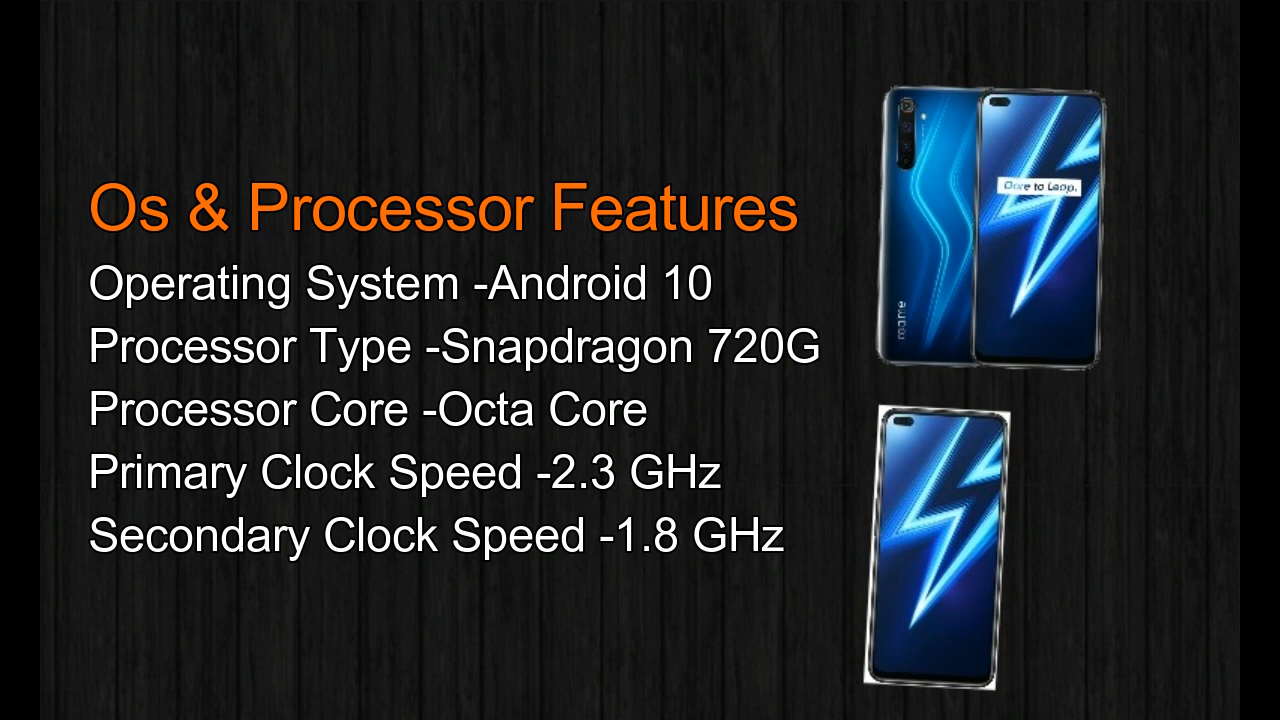 Os & Processor Features
Operating System -Android 10
Processor Type -Snapdragon 720G
Processor Core -Octa Core
Primary Clock Speed -2.3 GHz
Secondary Clock Speed -1.8 GHz
Dare to Leap.
realme